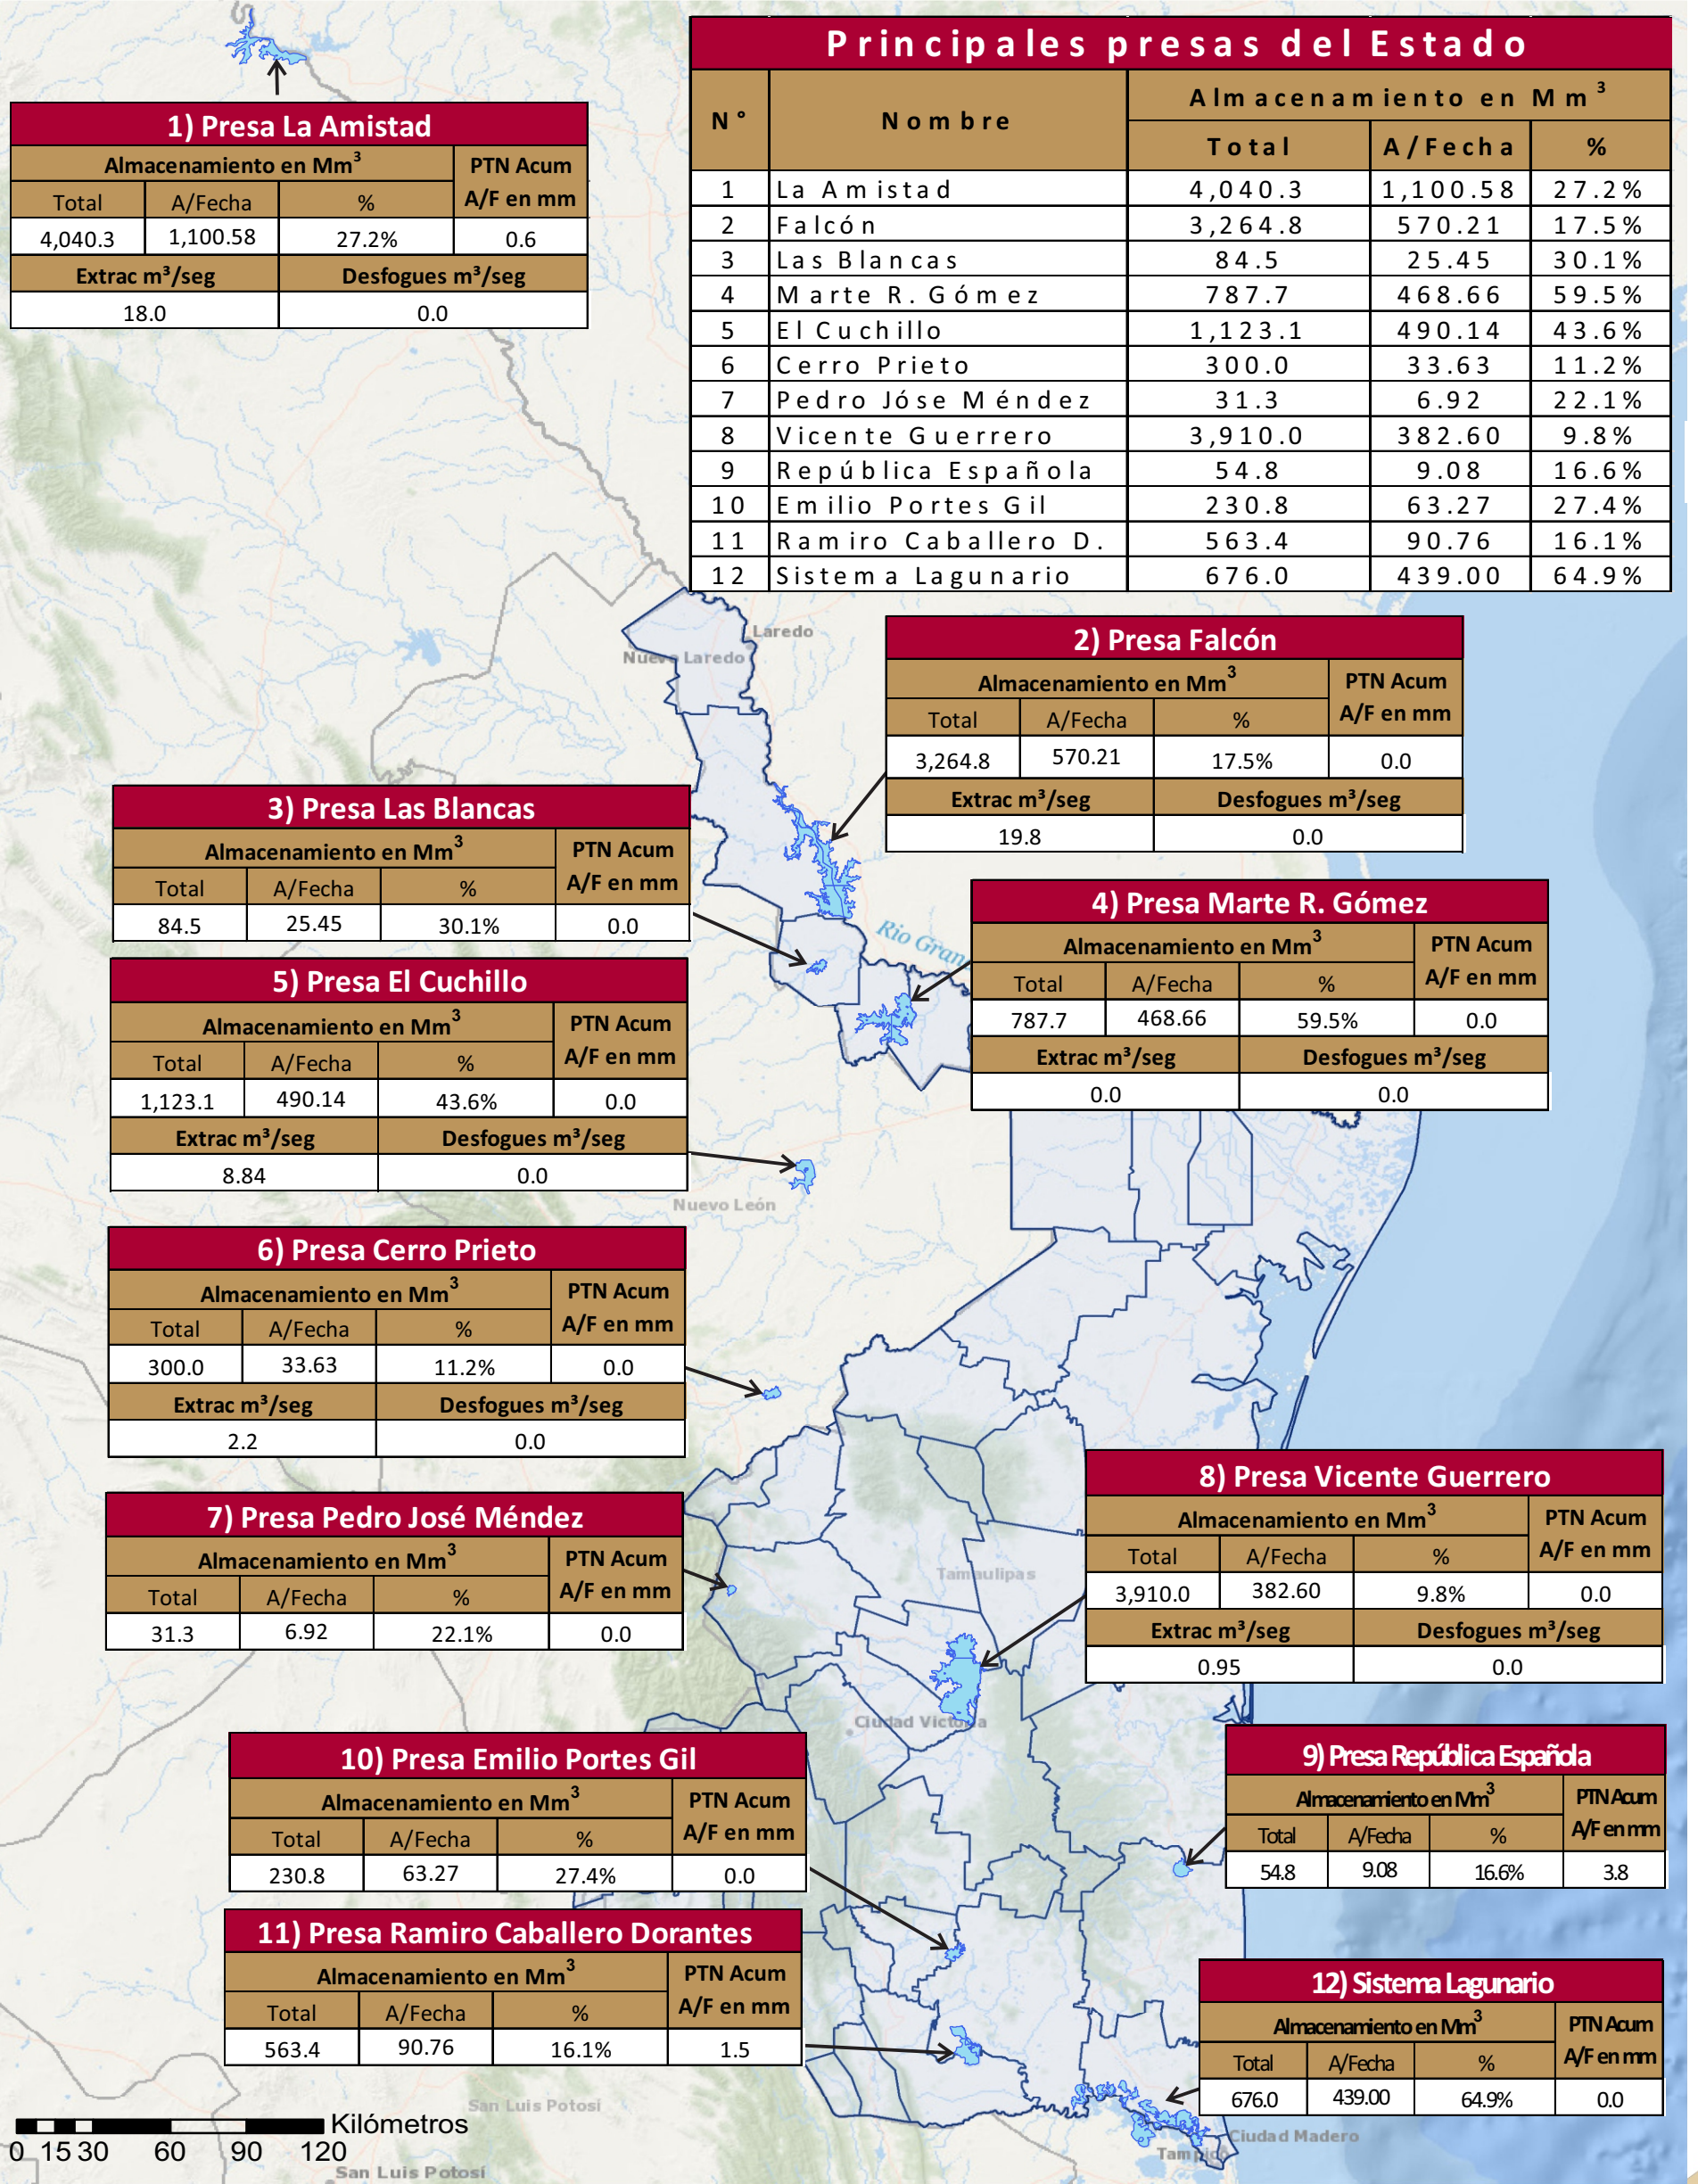 Principales presas del Estado
N° Nombre Almacenamiento en Mm³
Total A/Fecha %
1 La Amistad 4,040.3 1,100.58 27.2%
2 Falcón 3,264.8 570.21 17.5%
3 Las Blancas 84.5 25.45 30.1%
4 Marte R. Gómez 787.7 468.66 59.5%
5 El Cuchillo 1,123.1 490.14 43.6%
6 Cerro Prieto 300.0 33.63 11.2%
7 Pedro Jóse Méndez 31.3 6.92 22.1%
8 Vicente Guerrero 3,910.0 382.60 9.8%
9 República Española 54.8 9.08 16.6%
10 Emilio Portes Gil 230.8 63.27 27.4%
11 Ramiro Caballero D. 563.4 90.76 16.1%
12 Sistema Lagunario 676.0 439.00 64.9%
1) Presa La Amistad
Almacenamiento en Mm³ PTN Acum
Total A/Fecha % A/F en mm
4,040.3 1,100.58 27.2% 0.6
Extrac m³/seg Desfogues m³/seg
18.0 0.0
Laredo
Nuevo Laredo
2) Presa Falcón
Almacenamiento en Mm³ PTN Acum
Total A/Fecha % A/F en mm
3,264.8 570.21 17.5% 0.0
Extrac m³/seg Desfogues m³/seg
19.8 0.0
3) Presa Las Blancas
Almacenamiento en Mm³ PTN Acum
Total A/Fecha % A/F en mm
84.5 25.45 30.1% 0.0
Rio Gran
4) Presa Marte R. Gómez
Almacenamiento en Mm³ PTN Acum
Total A/Fecha % A/F en mm
787.7 468.66 59.5% 0.0
Extrac m³/seg Desfogues m³/seg
0.0 0.0
5) Presa El Cuchillo
Almacenamiento en Mm³ PTN Acum
Total A/Fecha % A/F en mm
1,123.1 490.14 43.6% 0.0
Extrac m³/seg Desfogues m³/seg
8.84 0.0
Nuevo León
6) Presa Cerro Prieto
Almacenamiento en Mm³ PTN Acum
Total A/Fecha % A/F en mm
300.0 33.63 11.2% 0.0
Extrac m³/seg Desfogues m³/seg
2.2 0.0
7) Presa Pedro José Méndez
Almacenamiento en Mm³ PTN Acum
Total A/Fecha % A/F en mm
31.3 6.92 22.1% 0.0
Tamaulipas
8) Presa Vicente Guerrero
Almacenamiento en Mm³ PTN Acum
Total A/Fecha % A/F en mm
3,910.0 382.60 9.8% 0.0
Extrac m³/seg Desfogues m³/seg
0.95 0.0
Ciudad Victoria
10) Presa Emilio Portes Gil
Almacenamiento en Mm³ PTN Acum
Total A/Fecha % A/F en mm
230.8 63.27 27.4% 0.0
9) Presa República Española
Almacenamiento en Mm³ PTN Acum
Total A/Fecha % A/F en mm
54.8 9.08 16.6% 3.8
11) Presa Ramiro Caballero Dorantes
Almacenamiento en Mm³ PTN Acum
Total A/Fecha % A/F en mm
563.4 90.76 16.1% 1.5
12) Sistema Lagunario
Almacenamiento en Mm³ PTN Acum
Total A/Fecha % A/F en mm
676.0 439.00 64.9% 0.0
San Luis Potosí
Ciudad Madero
Tampico
Kilómetros
0 15 30 60 90 120
San Luis Potosí